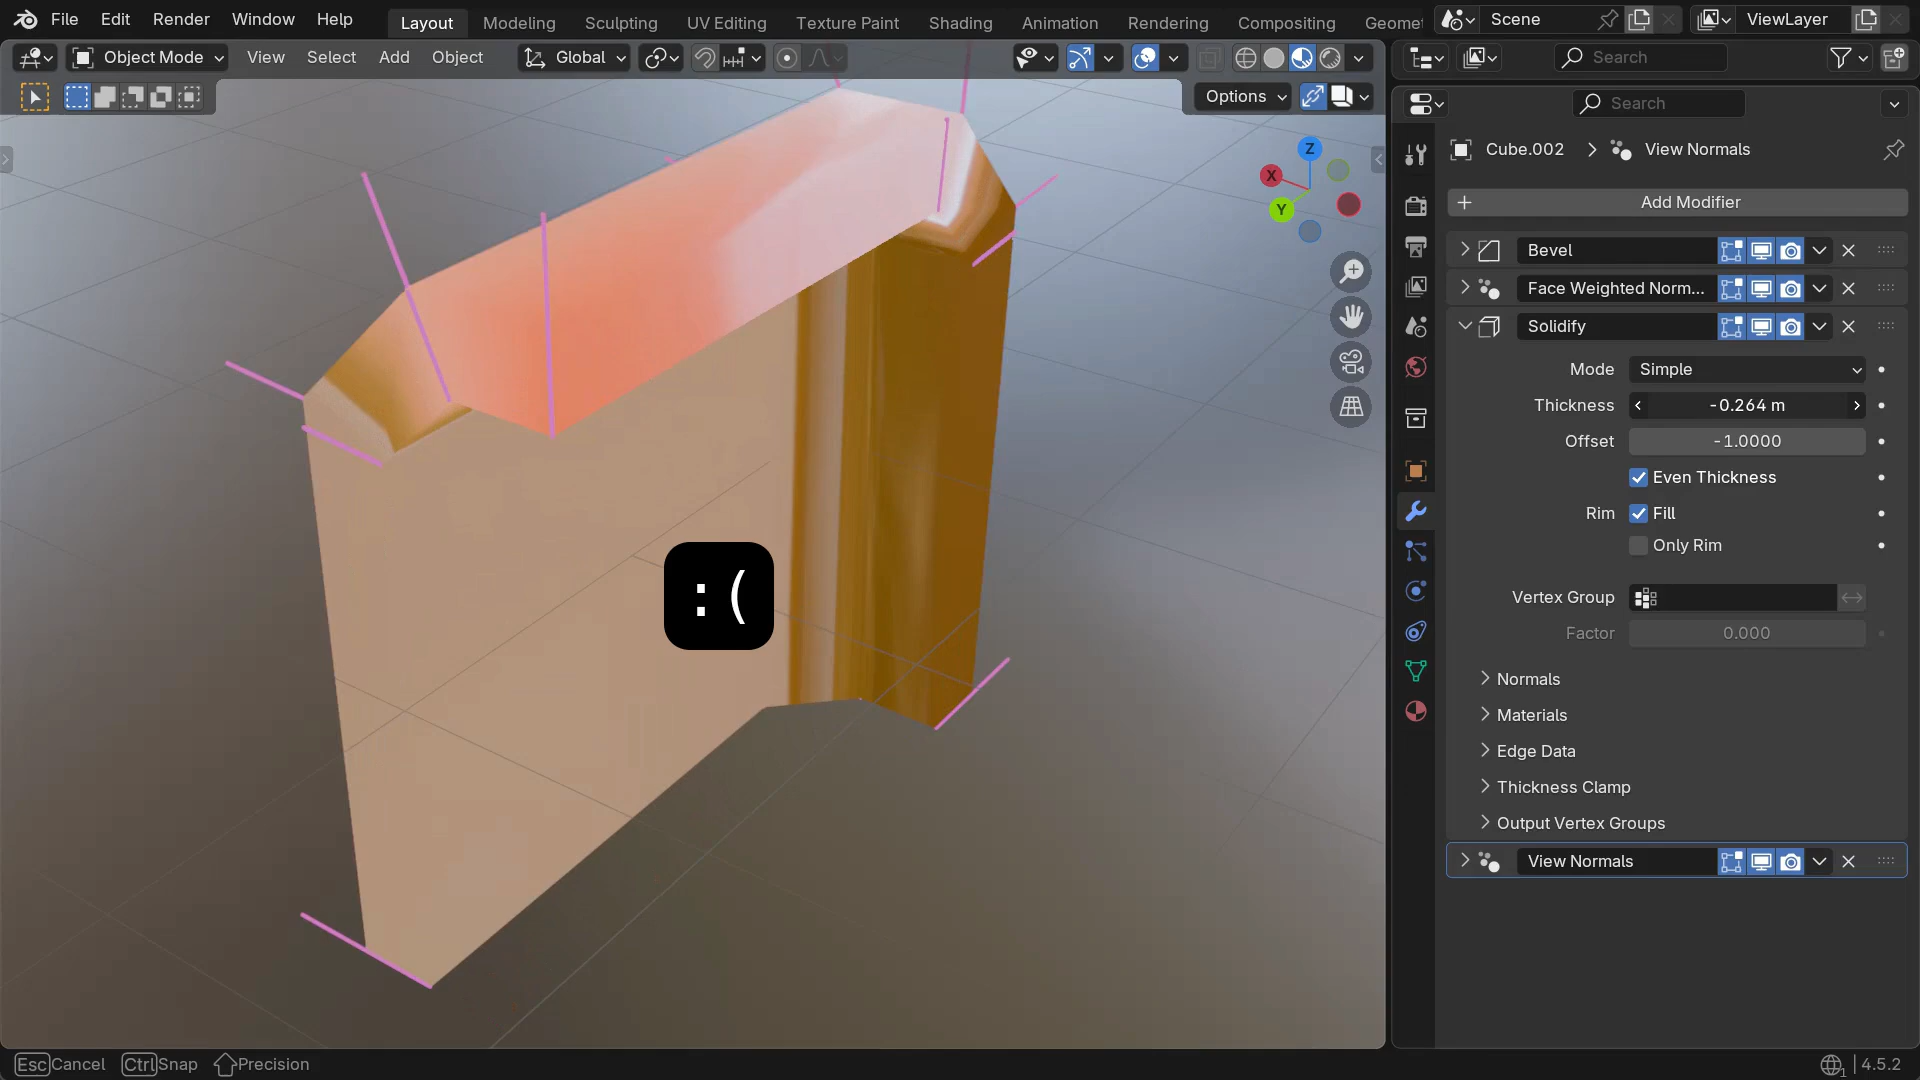 File Edit Render Window Help Layout Modeling Sculpting UV Editing Texture Paint Shading Animation Rendering Compositing Geome Scene ViewLayer
Object Mode View Select Add Object Global Search
Options Search
Z
X
Y
Cube.002 View Normals
Add Modifier
Bevel
Face Weighted Norm...
Solidify
Mode Simple
Thickness -0.264 m
Offset -1.0000
Even Thickness
Rim Fill
Only Rim
Vertex Group
Factor 0.000
Normals
Materials
Edge Data
Thickness Clamp
Output Vertex Groups
View Normals
:(
Esc Cancel Ctrl Snap Precision 1 4.5.2